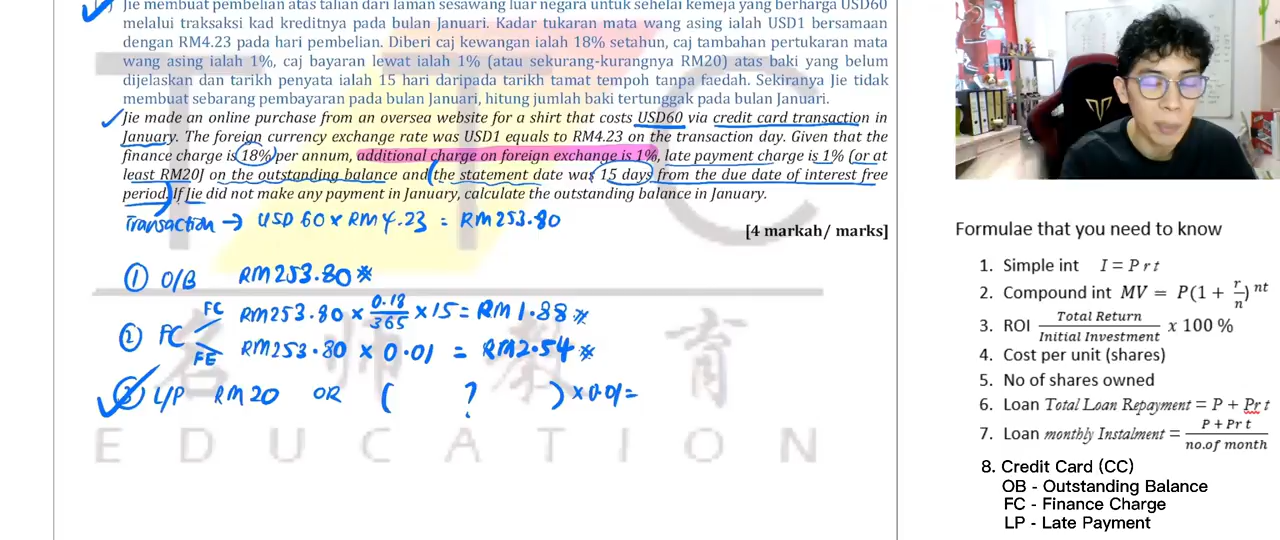 Jie membuat pembelian atas talian dari laman sesawang luar negara untuk sehelai kemeja yang berharga USD60
melalui traksaksi kad kreditnya pada bulan Januari. Kadar tukaran mata wang asing ialah USD1 bersamaan
dengan RM4.23 pada hari pembelian. Diberi caj kewangan ialah 18% setahun, caj tambahan pertukaran mata
wang asing ialah 1%, caj bayaran lewat ialah 1% (atau sekurang-kurangnya RM20) atas baki yang belum
dijelaskan dan tarikh penyata ialah 15 hari daripada tarikh tamat tempoh tanpa faedah. Sekiranya Jie tidak
membuat sebarang pembayaran pada bulan Januari, hitung jumlah baki tertunggak pada bulan Januari.
Jie made an online purchase from an oversea website for a shirt that costs USD60 via credit card transaction in
January. The foreign currency exchange rate was USD1 equals to RM4.23 on the transaction day. Given that the
finance charge is 18% per annum, additional charge on foreign exchange is 1%, late payment charge is 1% (or at
least RM20) on the outstanding balance and the statement date was 15 days from the due date of interest free
period. If Jie did not make any payment in January, calculate the outstanding balance in January.
Transaction → USD 60 × RM 4.23 = RM 253.80
[4 markah/ marks]
① O/B RM253.80*
② FC
FC RM253.80 × 0.18/365 × 15 = RM 1.88*
FE RM253.80 × 0.01 = RM2.54*
③ L/P RM 20 OR ( ? ) × 0.01 =
名 师 教 育
E D U C A T I O N
Formulae that you need to know
1. Simple int I = P r t
2. Compound int MV = P(1 + r/n)^nt
3. ROI Total Return/Initial Investment x 100 %
4. Cost per unit (shares)
5. No of shares owned
6. Loan Total Loan Repayment = P + Pr t
7. Loan monthly Instalment = P + Pr t/no.of month
8. Credit Card (CC)
OB - Outstanding Balance
FC - Finance Charge
LP - Late Payment